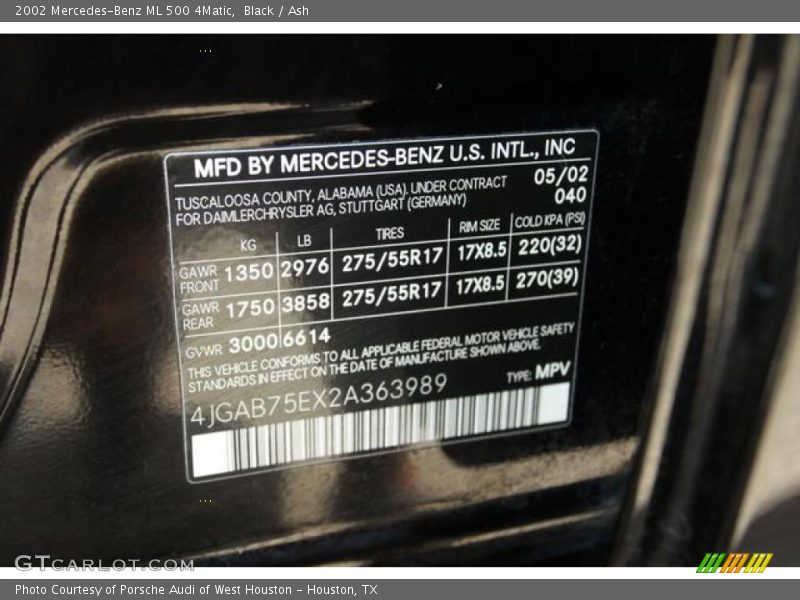 2002 Mercedes-Benz ML 500 4Matic, Black / Ash
MFD BY MERCEDES-BENZ U.S. INTL., INC
TUSCALOOSA COUNTY, ALABAMA (USA). UNDER CONTRACT 05/02
FOR DAIMLERCHRYSLER AG, STUTTGART (GERMANY) 040
KG LB TIRES RIM SIZE COLD KPA (PSI)
GAWR FRONT 1350 2976 275/55R17 17X8.5 220(32)
GAWR REAR 1750 3858 275/55R17 17X8.5 270(39)
GVWR 3000 6614
THIS VEHICLE CONFORMS TO ALL APPLICABLE FEDERAL MOTOR VEHICLE SAFETY
STANDARDS IN EFFECT ON THE DATE OF MANUFACTURE SHOWN ABOVE.
4JGAB75EX2A363989 TYPE: MPV
GTCARLOT.COM
Photo Courtesy of Porsche Audi of West Houston - Houston, TX